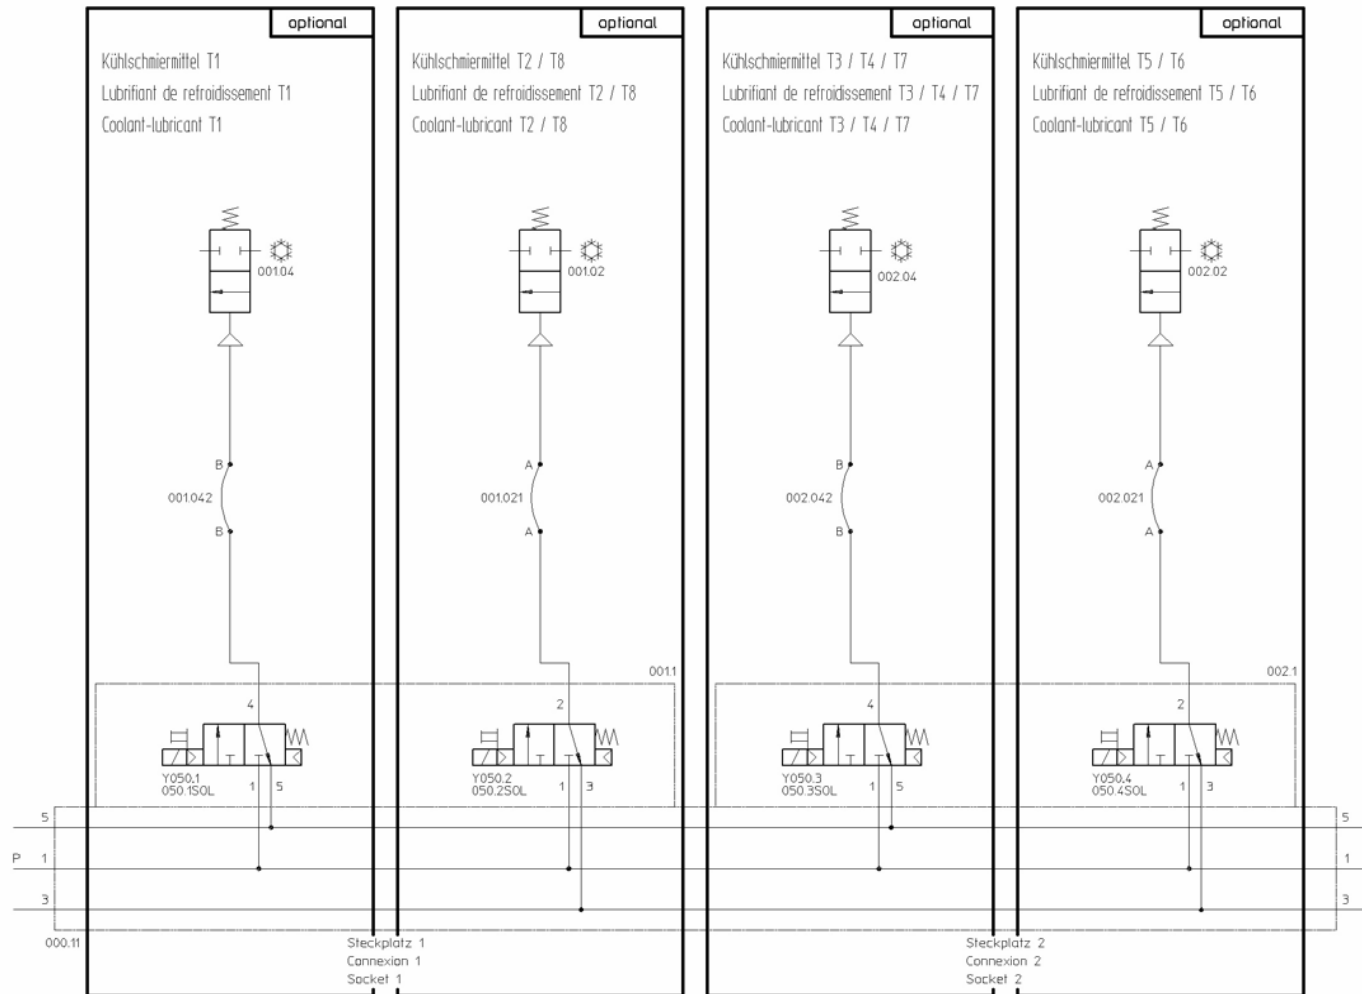 optional
optional
optional
optional
Kühlschmiermittel T1
Lubrifiant de refroidissement T1
Coolant-lubricant T1
Kühlschmiermittel T2 / T8
Lubrifiant de refroidissement T2 / T8
Coolant-lubricant T2 / T8
Kühlschmiermittel T3 / T4 / T7
Lubrifiant de refroidissement T3 / T4 / T7
Coolant-lubricant T3 / T4 / T7
Kühlschmiermittel T5 / T6
Lubrifiant de refroidissement T5 / T6
Coolant-lubricant T5 / T6
001.04
001.02
002.04
002.02
B
001.042
B
A
001.021
A
B
002.042
B
A
002.021
A
001.1
002.1
4
Y050.1
050.1SOL
1
5
2
Y050.2
050.2SOL
1
3
4
Y050.3
050.3SOL
1
5
2
Y050.4
050.4SOL
1
3
5
P 1
3
5
1
3
000.11
Steckplatz 1
Connexion 1
Socket 1
Steckplatz 2
Connexion 2
Socket 2